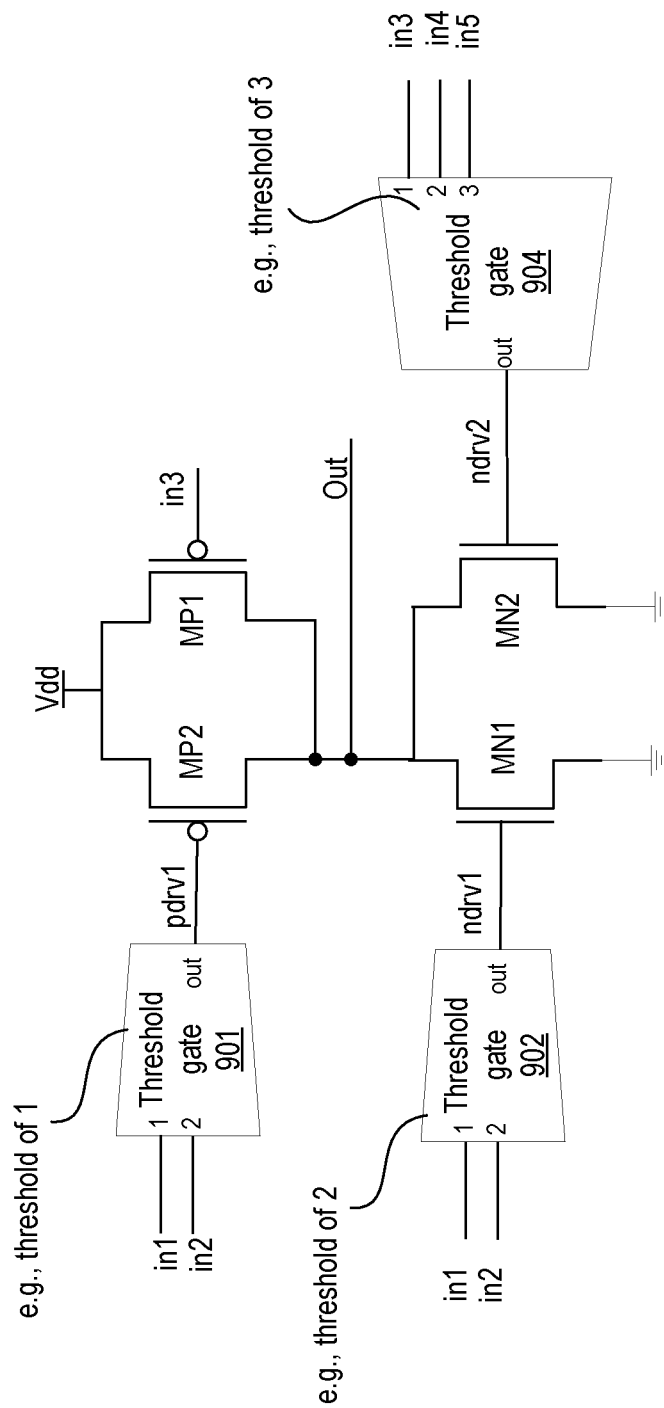 e.g., threshold of 1
in1
in2
1
2
Threshold
gate
901
out
pdrv1
Vdd
MP2
MP1
in3
Out
e.g., threshold of 2
in1
in2
1
2
Threshold
gate
902
out
ndrv1
MN1
MN2
ndrv2
e.g., threshold of 3
out
Threshold
gate
904
1
2
3
in3
in4
in5